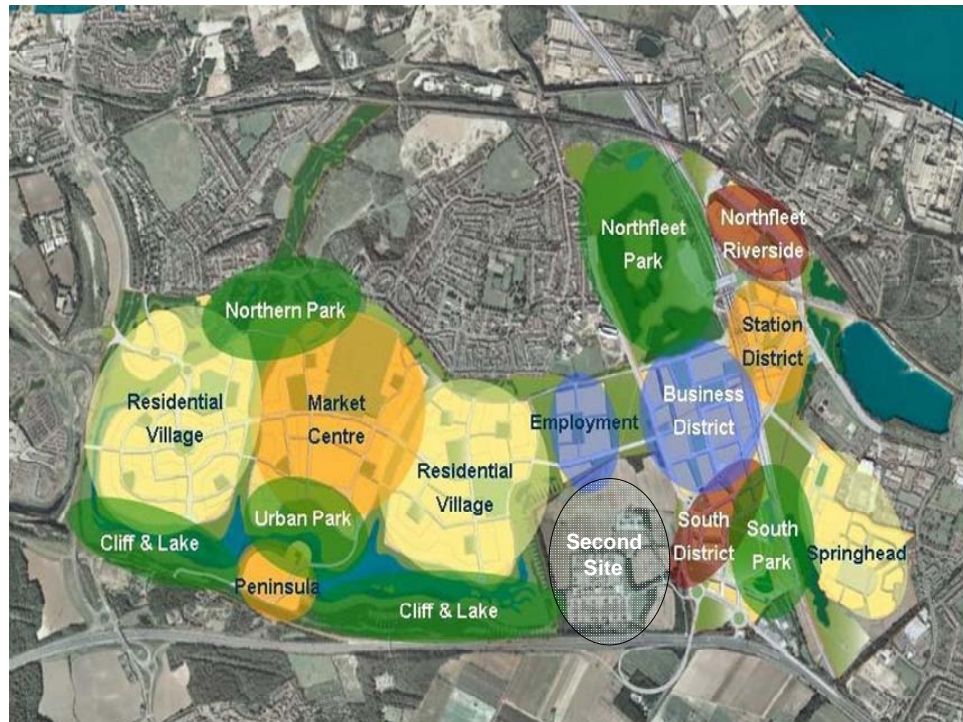 Northfleet
Park
Northfleet
Riverside
Northern Park
Station
District
Residential
Village
Market
Centre
Employment
Business
District
Residential
Village
Urban Park
Cliff & Lake
Second
Site
South
District
South
Park
Springhead
Peninsula
Cliff & Lake